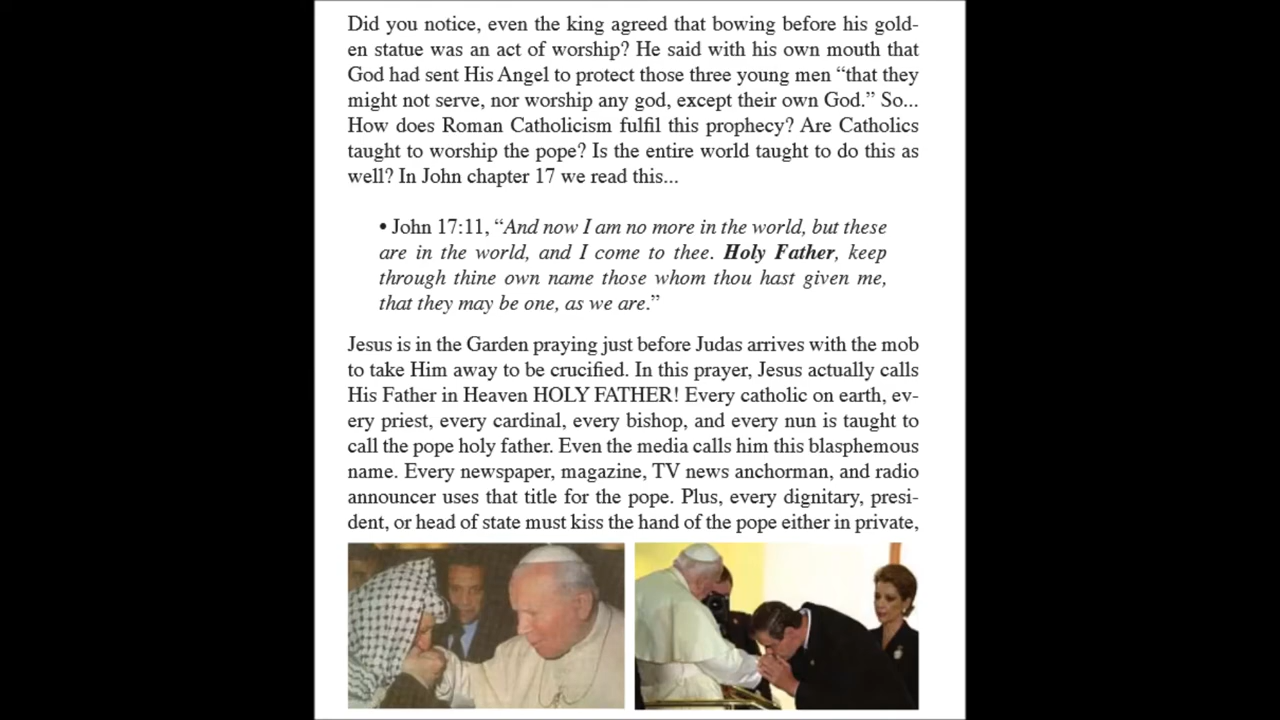 Did you notice, even the king agreed that bowing before his gold-
en statue was an act of worship? He said with his own mouth that
God had sent His Angel to protect those three young men “that they
might not serve, nor worship any god, except their own God.” So...
How does Roman Catholicism fulfil this prophecy? Are Catholics
taught to worship the pope? Is the entire world taught to do this as
well? In John chapter 17 we read this...
• John 17:11, “And now I am no more in the world, but these
are in the world, and I come to thee. Holy Father, keep
through thine own name those whom thou hast given me,
that they may be one, as we are.”
Jesus is in the Garden praying just before Judas arrives with the mob
to take Him away to be crucified. In this prayer, Jesus actually calls
His Father in Heaven HOLY FATHER! Every catholic on earth, ev-
ery priest, every cardinal, every bishop, and every nun is taught to
call the pope holy father. Even the media calls him this blasphemous
name. Every newspaper, magazine, TV news anchorman, and radio
announcer uses that title for the pope. Plus, every dignitary, presi-
dent, or head of state must kiss the hand of the pope either in private,